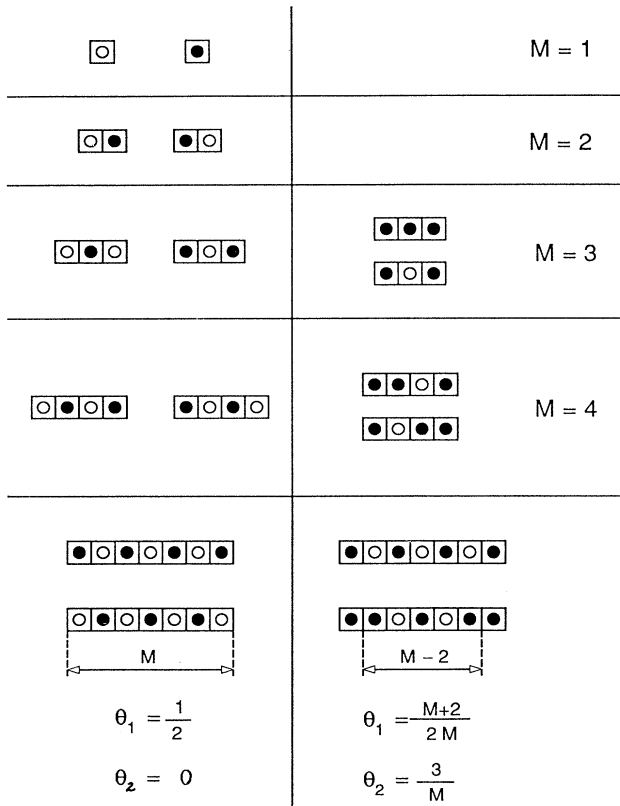 M = 1
M = 2
M = 3
M = 4
M
M – 2
θ₁ = 1/2
θ₁ = M+2/2M
θ₂ = 0
θ₂ = 3/M